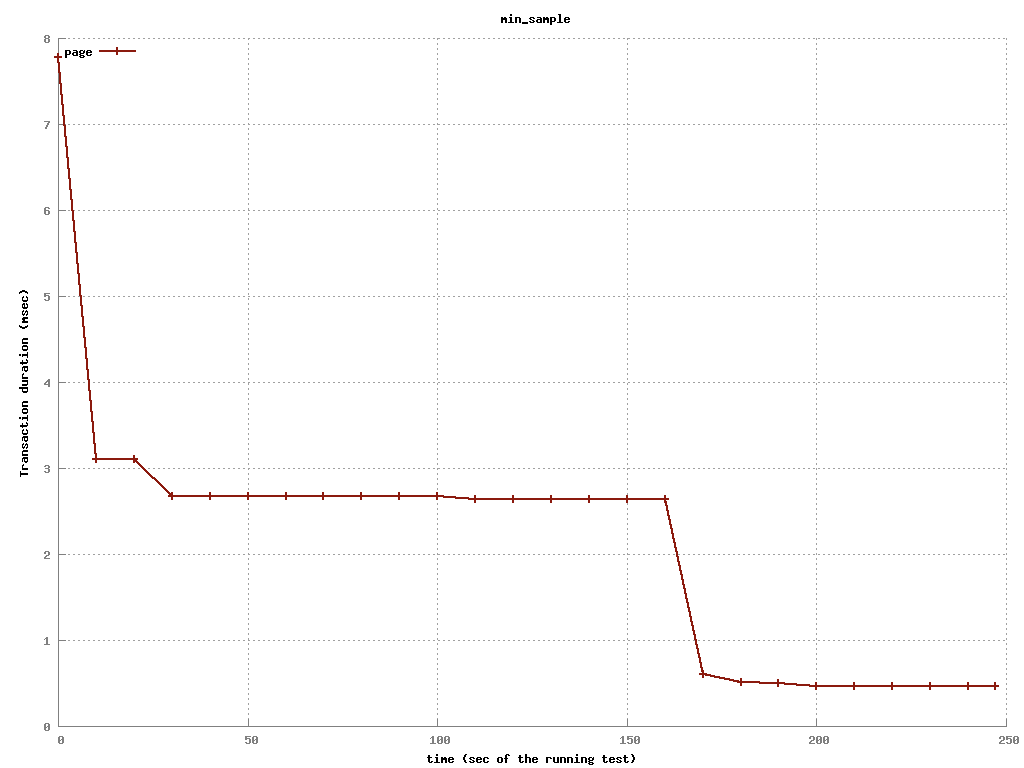 min_sample
8
page
7
6
5
4
3
2
1
0
Transaction duration (msec)
0 50 100 150 200 250
time (sec of the running test)